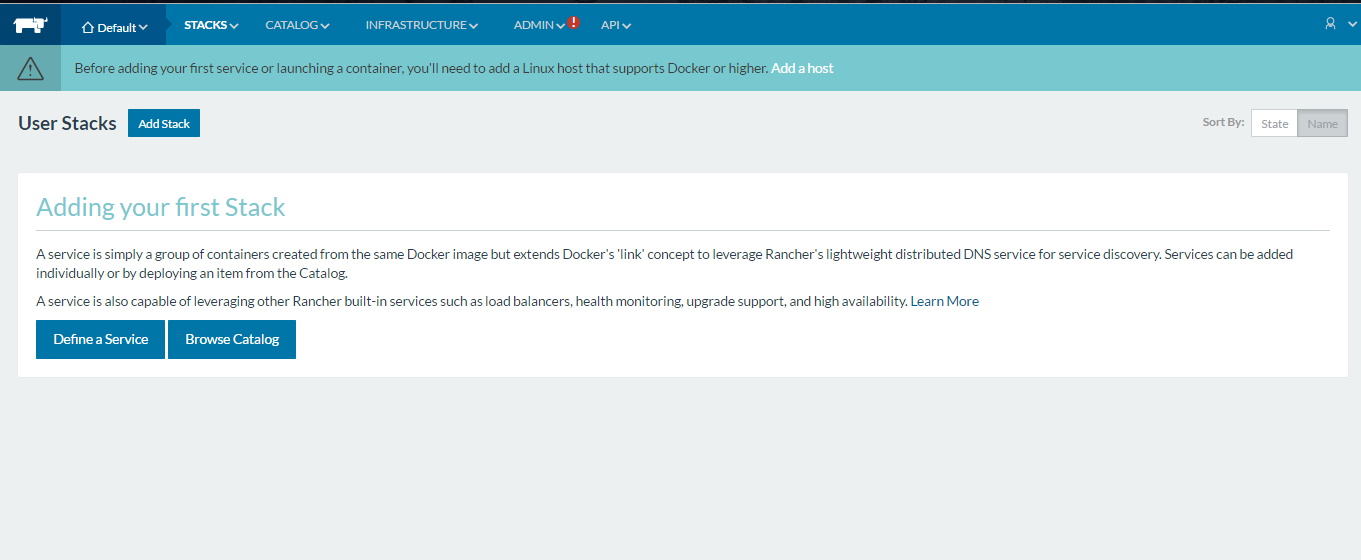 Default STACKS CATALOG INFRASTRUCTURE ADMIN ! API
Before adding your first service or launching a container, you'll need to add a Linux host that supports Docker or higher. Add a host
User Stacks Add Stack Sort By: State Name
Adding your first Stack
A service is simply a group of containers created from the same Docker image but extends Docker's 'link' concept to leverage Rancher's lightweight distributed DNS service for service discovery. Services can be added
individually or by deploying an item from the Catalog.
A service is also capable of leveraging other Rancher built-in services such as load balancers, health monitoring, upgrade support, and high availability. Learn More
Define a Service Browse Catalog